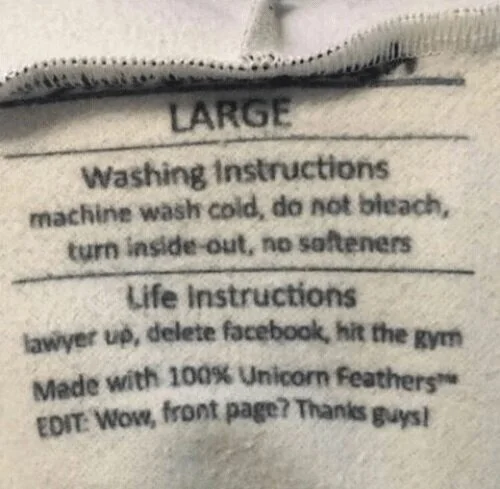 LARGE
Washing Instructions
machine wash cold, do not bleach,
turn inside-out, no softeners
Life Instructions
lawyer up, delete facebook, hit the gym
Made with 100% Unicorn Feathers™
EDIT: Wow, front page? Thanks guys!